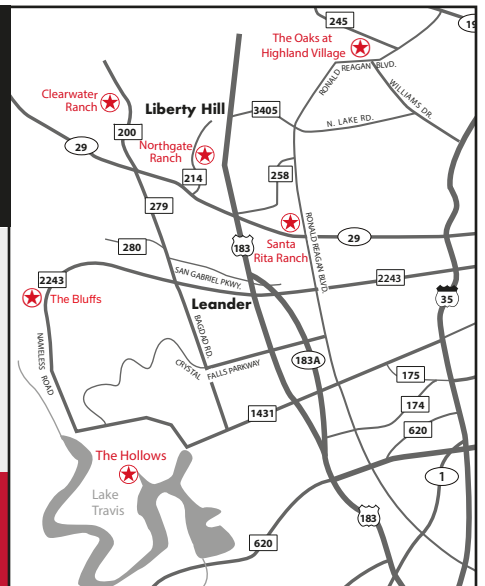 245
19
The Oaks at
Highland Village
RONALD REAGAN BLVD.
WILLIAMS DR.
Clearwater
Ranch
Liberty Hill
3405
N. LAKE RD.
200
29
Northgate
Ranch
214
258
279
Santa
Rita Ranch
RONALD REAGAN BLVD.
29
280
183
2243
SAN GABRIEL PKWY.
2243
The Bluffs
Leander
35
NAMELESS ROAD
BAGDAD RD.
CRYSTAL FALLS PARKWAY
183A
175
174
1431
620
The Hollows
1
Lake
Travis
183
620